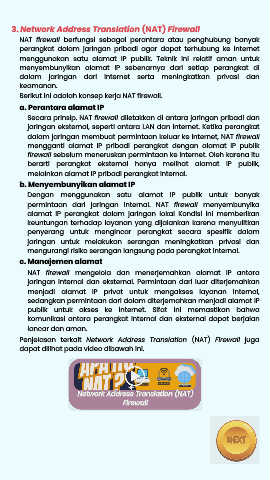 3. Network Address Translation (NAT) Firewall
NAT firewall berfungsi sebagai perantara atau penghubung banyak
perangkat dalam jaringan pribadi agar dapat terhubung ke internet
menggunakan satu alamat IP publik. Teknik ini relatif aman untuk
menyembunyikan alamat IP sebenarnya dari setiap perangkat di
dalam jaringan dari internet serta meningkatkan privasi dan
keamanan.
Berikut ini adalah konsep kerja NAT firewall.
a. Perantara alamat IP
Secara prinsip, NAT firewall diletakkan di antara jaringan pribadi dan
jaringan eksternal, seperti antara LAN dan internet. Ketika perangkat
dalam jaringan membuat permintaan keluar ke internet, NAT firewall
mengganti alamat IP pribadi perangkat dengan alamat IP publik
firewall sebelum meneruskan permintaan ke internet. Oleh karena itu
berarti perangkat eksternal hanya melihat alamat IP publik,
melainkan alamat IP pribadi perangkat internal.
b. Menyembunyikan alamat IP
Dengan menggunakan satu alamat IP publik untuk banyak
permintaan dari jaringan internal. NAT firewall menyembunyika
alamat IP perangkat dalam jaringan lokal Kondisi ini memberikan
keuntungan terhadap layanan yang dijalankan karena menyulitkan
penyerang untuk mengincar perangkat secara spesifik dalam
jaringan untuk melakukan serangan meningkatkan privasi dan
mengurangi risiko serangan langsung pada perangkat internal.
c. Manajemen alamat
NAT firewall mengelola dan menerjemahkan alamat IP antara
jaringan internal dan eksternal. Permintaan dari luar diterjemahkan
menjadi alamat IP privat untuk mengakses layanan internal,
sedangkan permintaan dari dalam diterjemahkan menjadi alamat IP
publik untuk akses ke internet. Sifat ini memastikan bahwa
komunikasi antara perangkat internal dan eksternal dapat berjalan
lancar dan aman.
Penjelasan terkait Network Address Translation (NAT) Firewall juga
dapat dilihat pada video dibawah ini.
Network Address Translation (NAT)
Firewall
NEXT